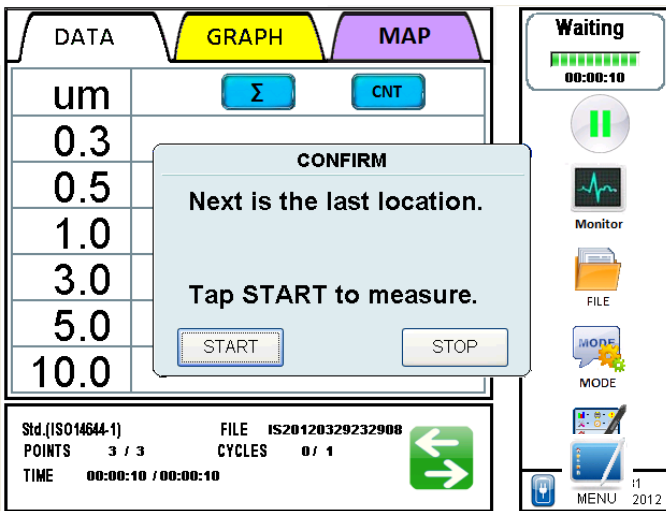 DATA
GRAPH
MAP
um
Σ
CNT
0.3
0.5
1.0
3.0
5.0
10.0
CONFIRM
Next is the last location.
Tap START to measure.
START
STOP
Std.(ISO14644-1)
FILE IS20120329232908
POINTS 3 / 3
CYCLES 0/ 1
TIME 00:00:10 / 00:00:10
Waiting
00:00:10
Monitor
FILE
MODE
MODE
MENU
2012